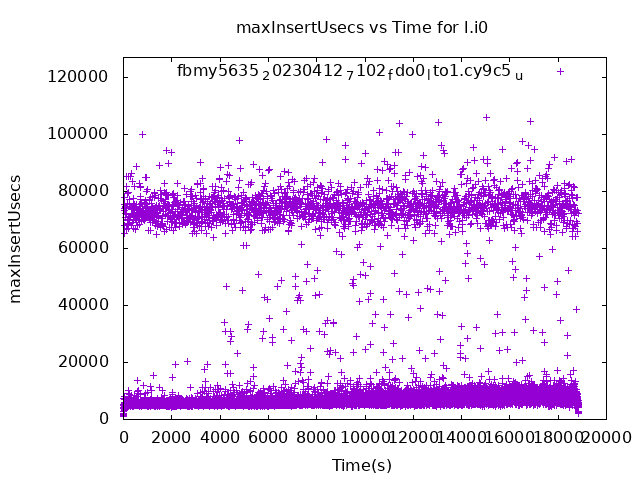 maxInsertUsecs vs Time for I.i0
fbmy5635_20230412_7102_fdo0_lto1.cy9c5_u
maxInsertUsecs
120000
100000
80000
60000
40000
20000
0
0 2000 4000 6000 8000 10000 12000 14000 16000 18000 20000
Time(s)